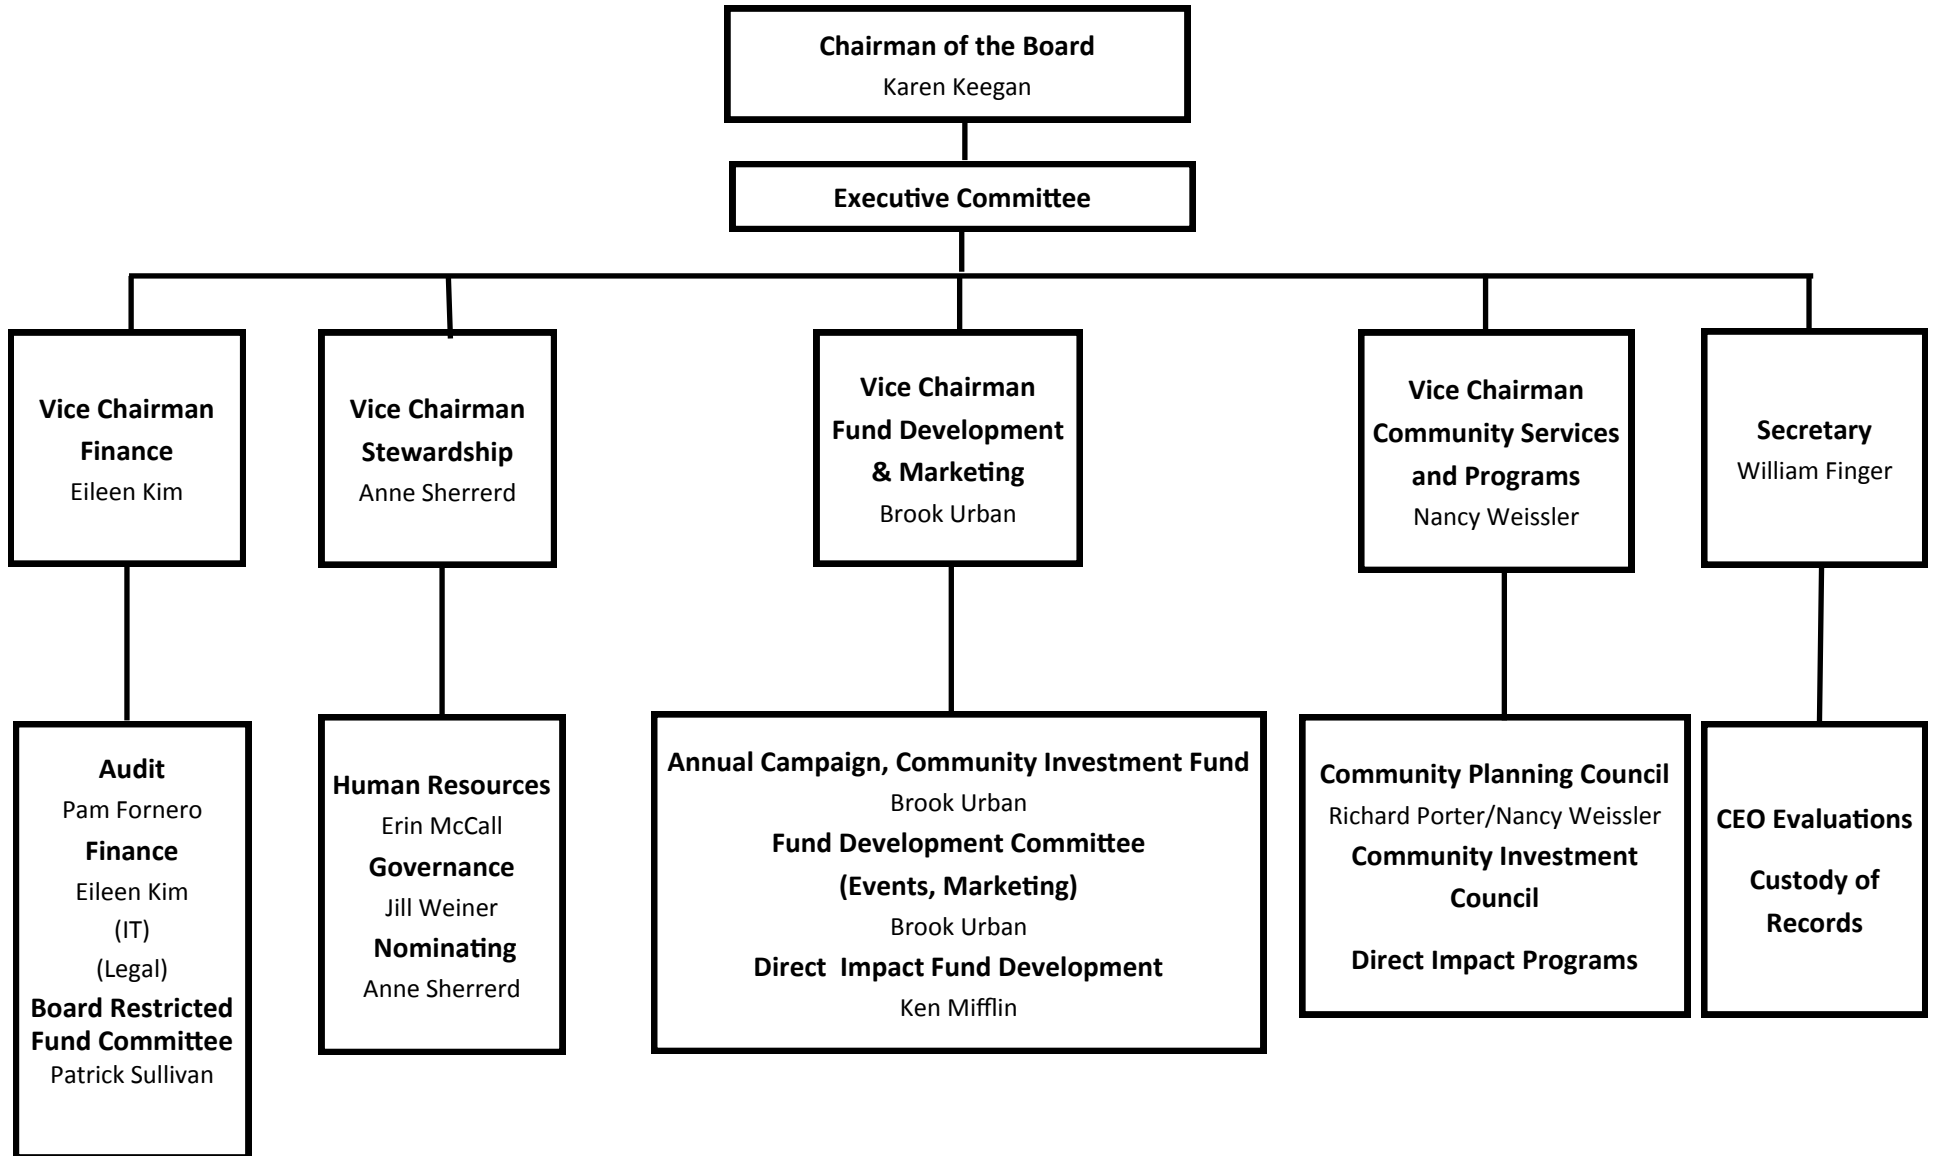 Chairman of the Board
Karen Keegan
Executive Committee
Vice Chairman
Finance
Eileen Kim
Vice Chairman
Stewardship
Anne Sherrerd
Vice Chairman
Fund Development
& Marketing
Brook Urban
Vice Chairman
Community Services
and Programs
Nancy Weissler
Secretary
William Finger
Audit
Pam Fornero
Finance
Eileen Kim
(IT)
(Legal)
Board Restricted
Fund Committee
Patrick Sullivan
Human Resources
Erin McCall
Governance
Jill Weiner
Nominating
Anne Sherrerd
Annual Campaign, Community Investment Fund
Brook Urban
Fund Development Committee
(Events, Marketing)
Brook Urban
Direct  Impact Fund Development
Ken Mifflin
Community Planning Council
Richard Porter/Nancy Weissler
Community Investment
Council
Direct Impact Programs
CEO Evaluations
Custody of
Records